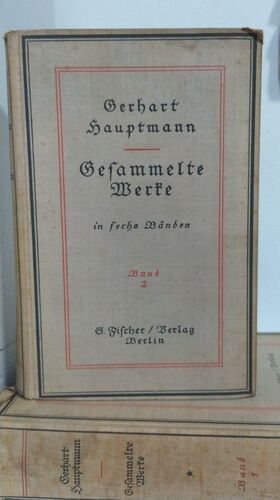 Gerhart
Hauptmann
Gesammelte
Werke
in sechs Bänden
Band
2
S. Fischer / Verlag
Berlin
Gerhart
Hauptmann
Gesammelte
Werke
Band